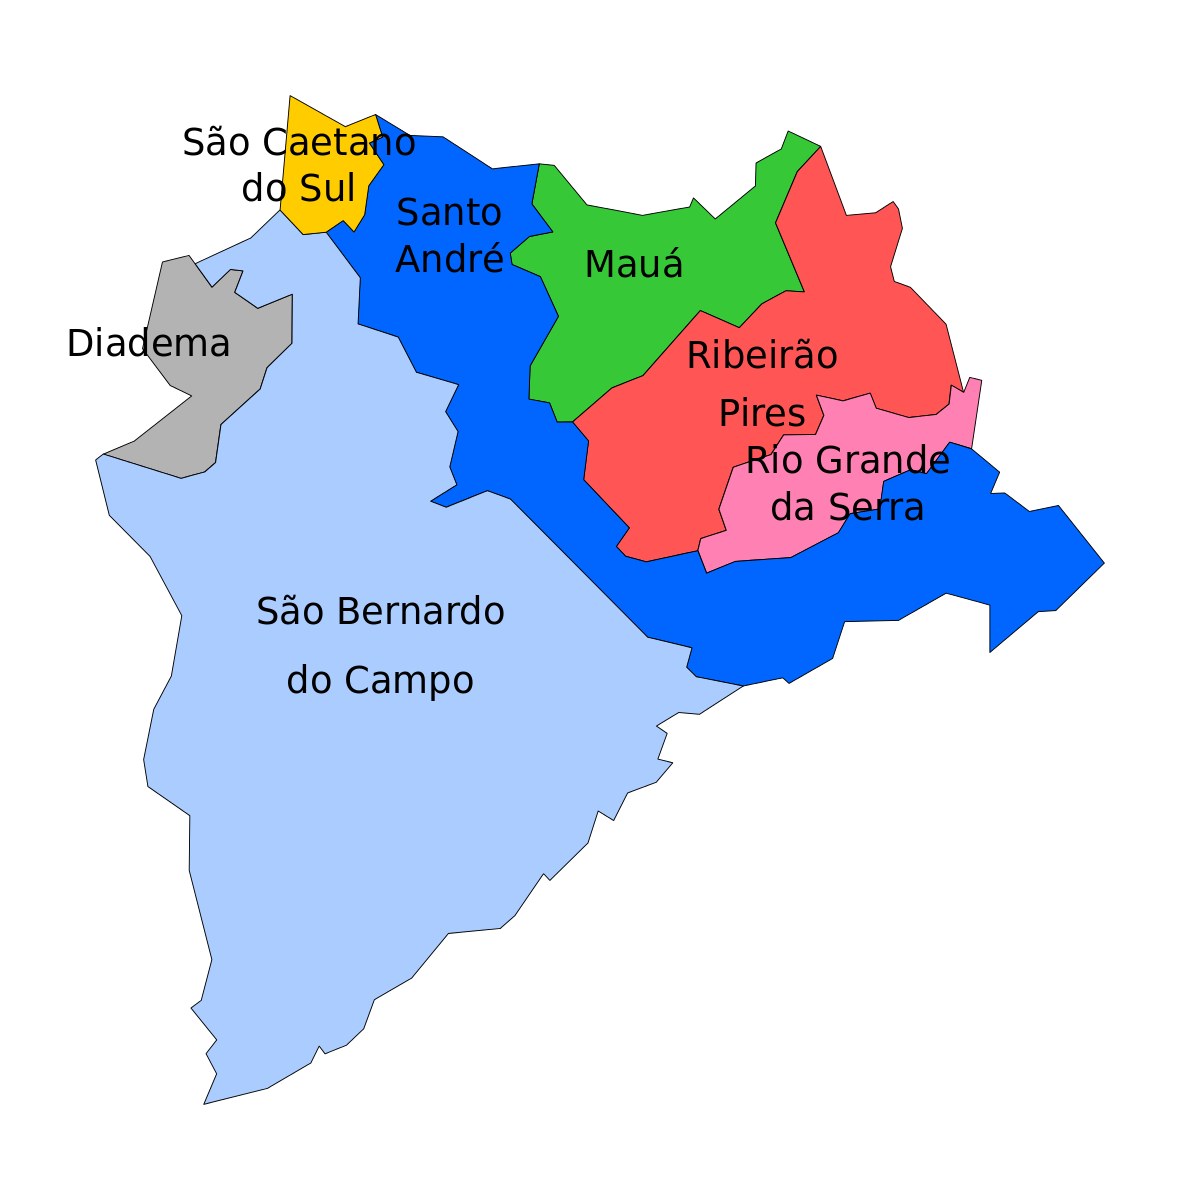 São Caetano
do Sul
Santo
André
Mauá
Diadema
Ribeirão
Pires
Rio Grande
da Serra
São Bernardo
do Campo